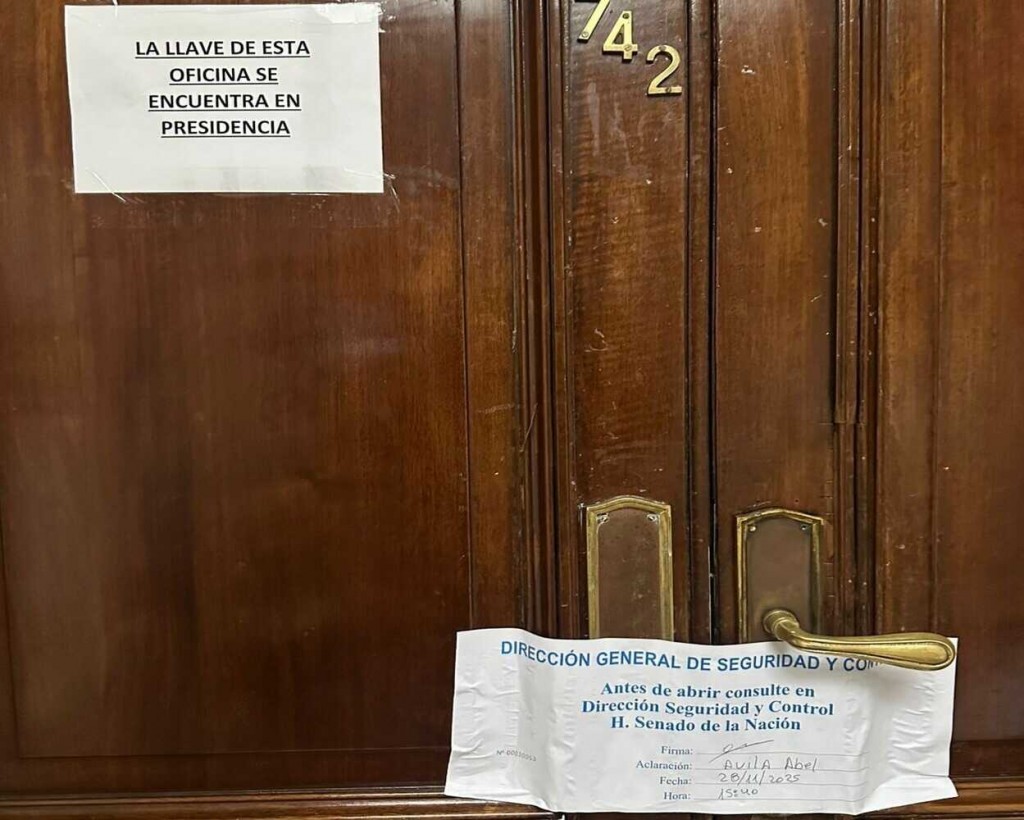 LA LLAVE DE ESTA
OFICINA SE
ENCUENTRA EN
PRESIDENCIA
742
DIRECCIÓN GENERAL DE SEGURIDAD Y
Antes de abrir consulte en
Dirección Seguridad y Control
H. Senado de la Nación
Firma:
Aclaración: AVILA Abel
Fecha: 28/11/2025
Hora: 15:40